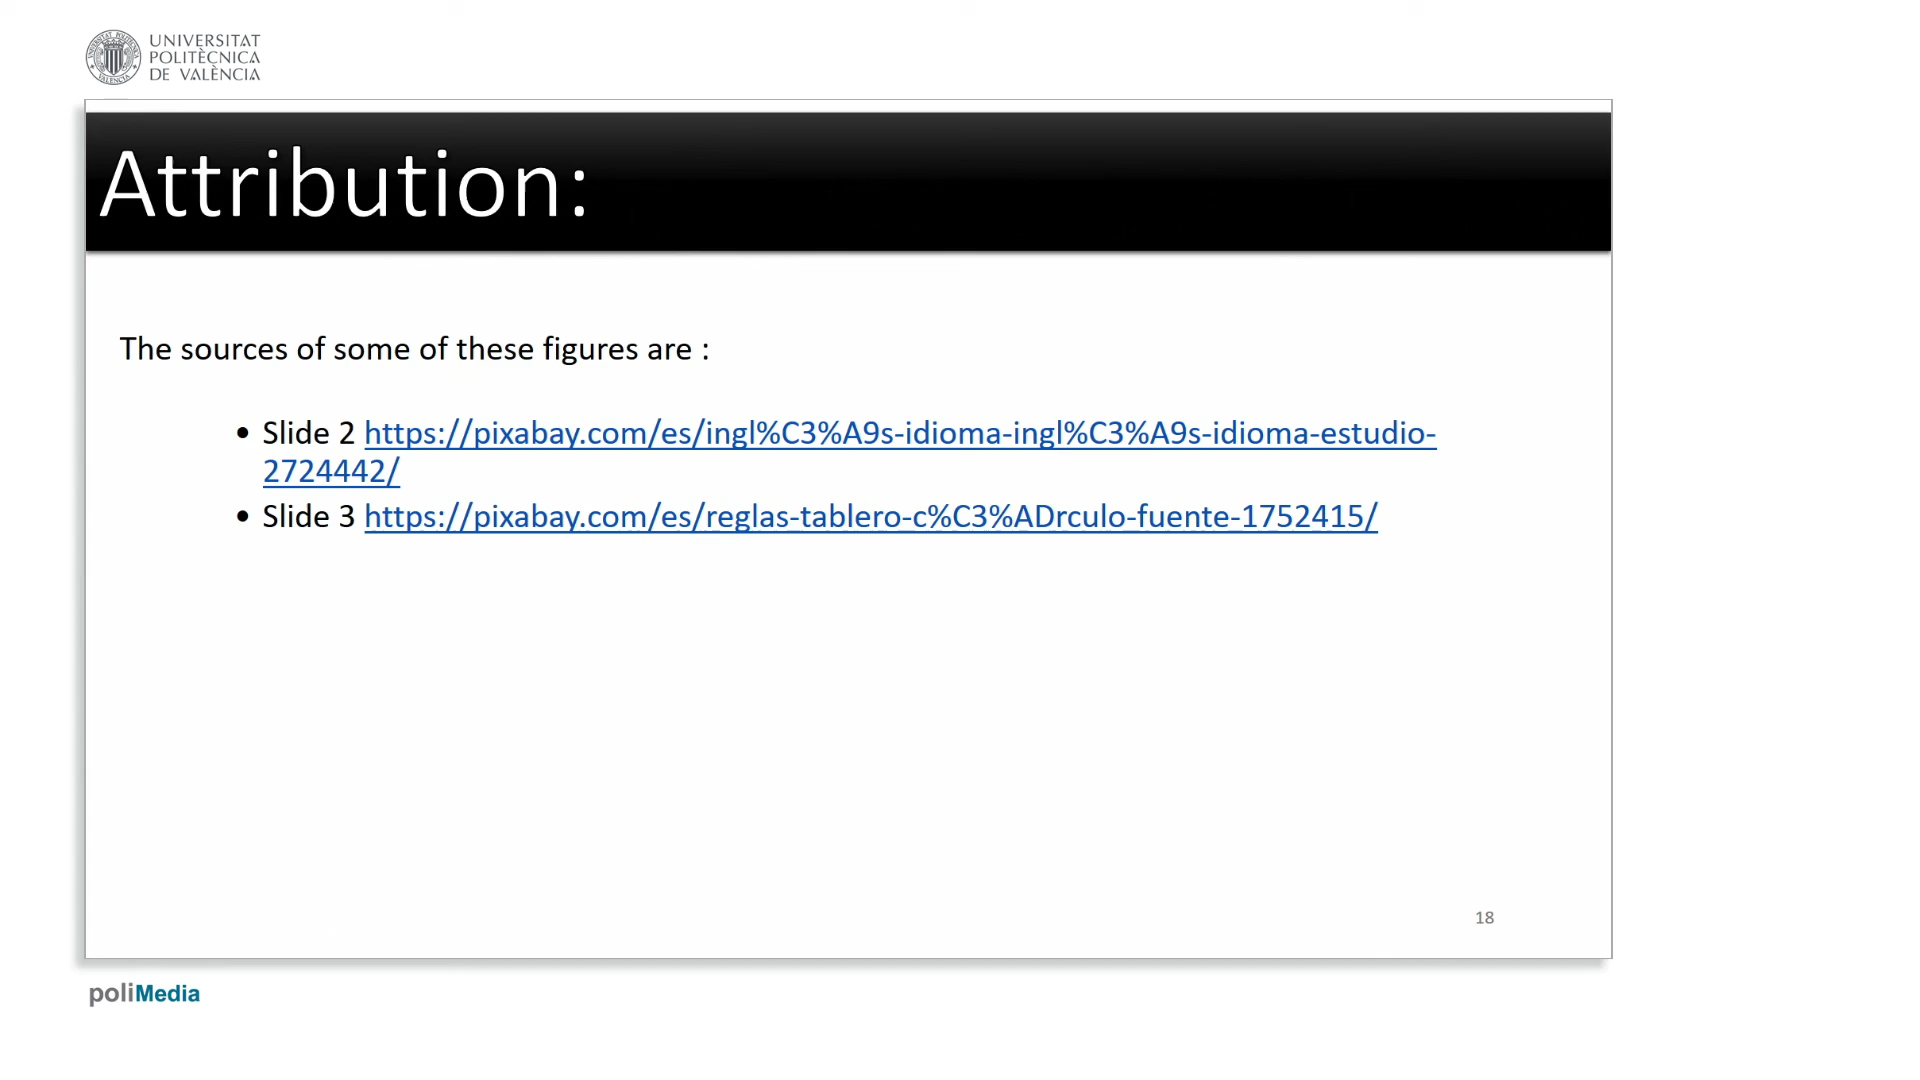 UNIVERSITAT
POLITÈCNICA
DE VALÈNCIA
Attribution:
The sources of some of these figures are :
• Slide 2 https://pixabay.com/es/ingl%C3%A9s-idioma-ingl%C3%A9s-idioma-estudio-
2724442/
• Slide 3 https://pixabay.com/es/reglas-tablero-c%C3%ADrculo-fuente-1752415/
18
poliMedia